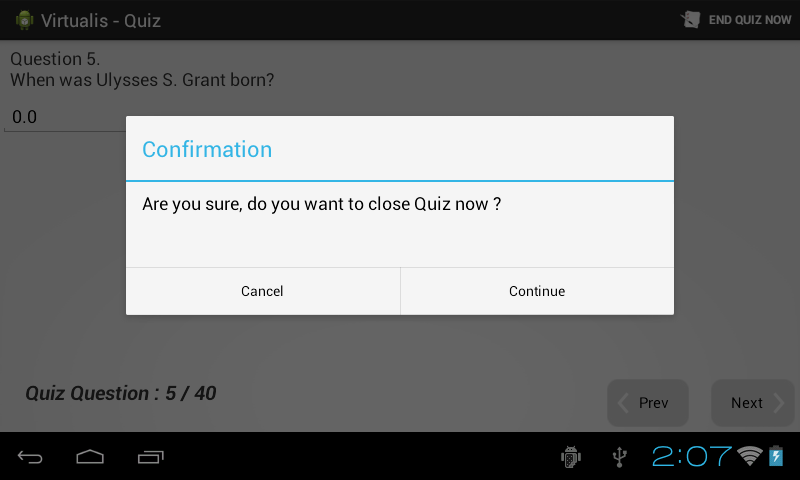 Virtualis - Quiz
END QUIZ NOW
Question 5.
When was Ulysses S. Grant born?
0.0
Confirmation
Are you sure, do you want to close Quiz now ?
Cancel
Continue
Quiz Question : 5 / 40
Prev
Next
2:07